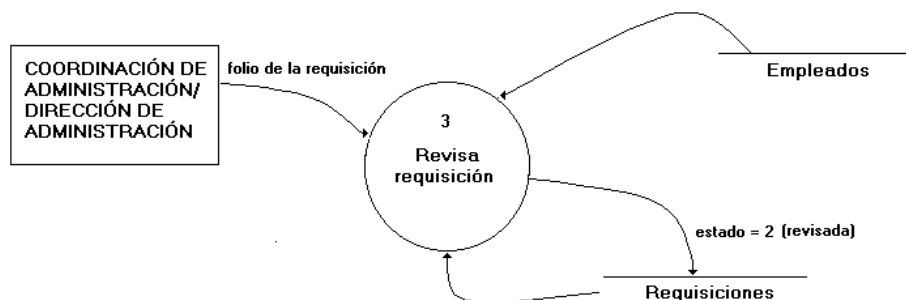 COORDINACIÓN DE
ADMINISTRACIÓN/
DIRECCIÓN DE
ADMINISTRACIÓN
folio de la requisición
Empleados
3
Revisa
requisición
estado = 2 (revisada)
Requisiciones